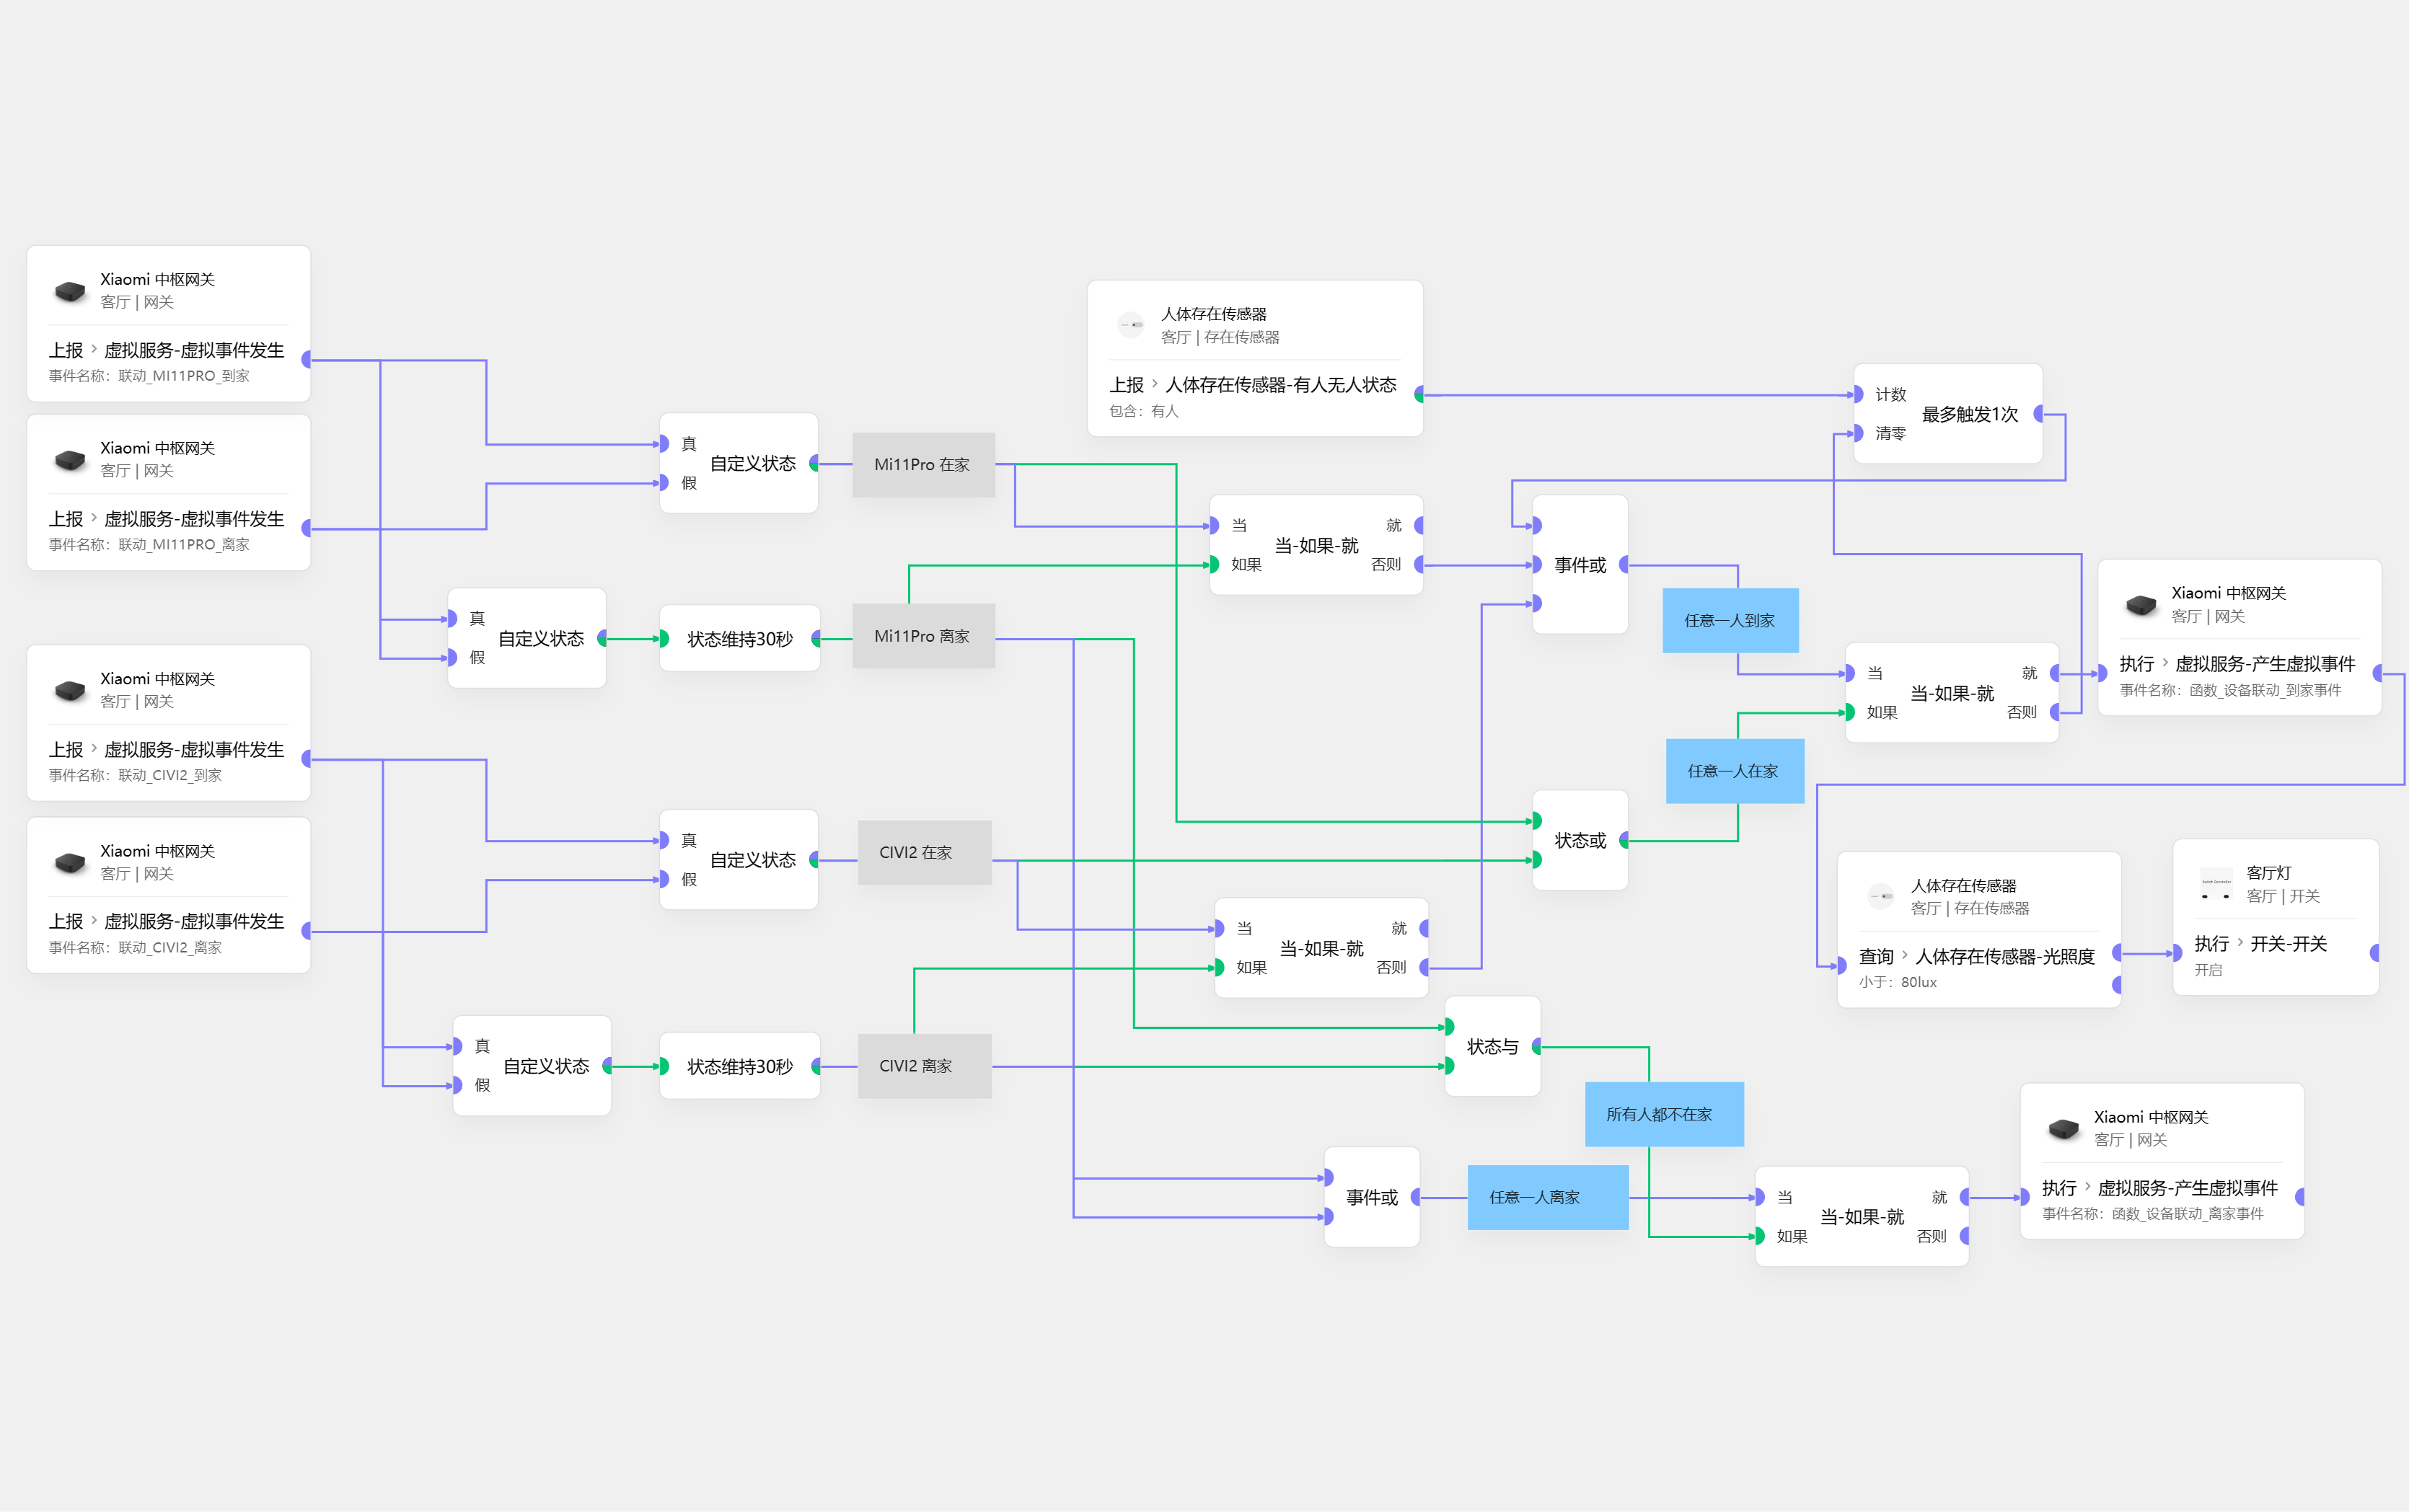 Xiaomi 中枢网关
客厅 | 网关
上报 › 虚拟服务-虚拟事件发生
事件名称：联动_MI11PRO_到家
Xiaomi 中枢网关
客厅 | 网关
上报 › 虚拟服务-虚拟事件发生
事件名称：联动_MI11PRO_离家
Xiaomi 中枢网关
客厅 | 网关
上报 › 虚拟服务-虚拟事件发生
事件名称：联动_CIVI2_到家
Xiaomi 中枢网关
客厅 | 网关
上报 › 虚拟服务-虚拟事件发生
事件名称：联动_CIVI2_离家
真
自定义状态
假
真
自定义状态
假
状态维持30秒
真
自定义状态
假
真
自定义状态
假
状态维持30秒
Mi11Pro 在家
Mi11Pro 离家
CIVI2 在家
CIVI2 离家
人体存在传感器
客厅 | 存在传感器
上报 › 人体存在传感器-有人无人状态
包含：有人
当
就
当-如果-就
如果
否则
当
就
当-如果-就
如果
否则
事件或
状态或
状态与
事件或
任意一人到家
任意一人在家
所有人都不在家
任意一人离家
计数
最多触发1次
清零
当
就
当-如果-就
如果
否则
Xiaomi 中枢网关
客厅 | 网关
执行 › 虚拟服务-产生虚拟事件
事件名称：函数_设备联动_到家事件
人体存在传感器
客厅 | 存在传感器
查询 › 人体存在传感器-光照度
小于：80lux
客厅灯
客厅 | 开关
执行 › 开关-开关
开启
当
就
当-如果-就
如果
否则
Xiaomi 中枢网关
客厅 | 网关
执行 › 虚拟服务-产生虚拟事件
事件名称：函数_设备联动_离家事件